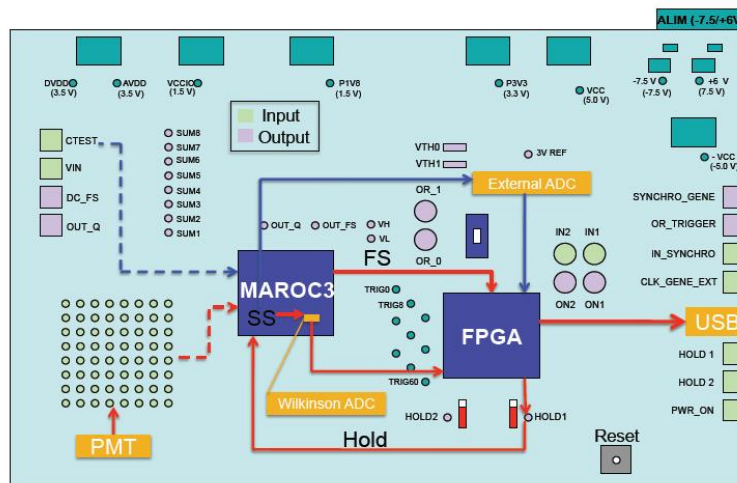 ALIM (-7.5/+6V
DVDD
(3.5 V)
AVDD
(3.5 V)
VCCIO
(1.5 V)
P1V8
(1.5 V)
P3V3
(3.3 V)
VCC
(5.0 V)
-7.5 V
(-7.5 V)
+6 V
(7.5 V)
- VCC
(-5.0 V)
CTEST
VIN
DC_FS
OUT_Q
SUM8
SUM7
SUM6
SUM5
SUM4
SUM3
SUM2
SUM1
Input
Output
VTH0
VTH1
3V REF
External ADC
OR_1
OR_0
OUT_Q
OUT_FS
VH
VL
IN2
IN1
ON2
ON1
SYNCHRO_GENE
OR_TRIGGER
IN_SYNCHRO
CLK_GENE_EXT
FS
MAROC3
SS
TRIG0
TRIG8
TRIG60
FPGA
USB
HOLD 1
HOLD 2
PWR_ON
Wilkinson ADC
HOLD2
HOLD1
Hold
PMT
Reset